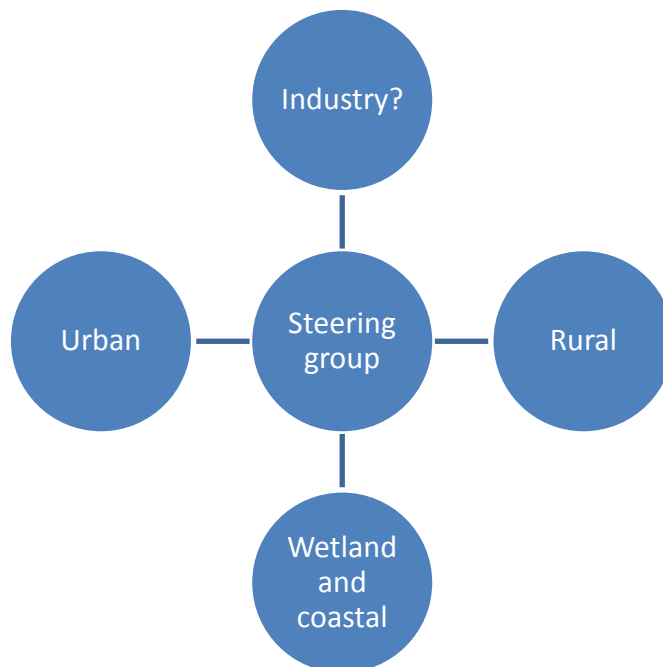 Industry?
Urban
Steering
group
Rural
Wetland
and
coastal